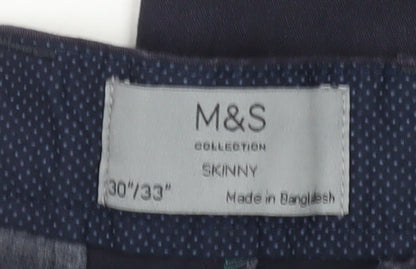 M&S
COLLECTION
SKINNY
30"/33"
Made in Bangladesh